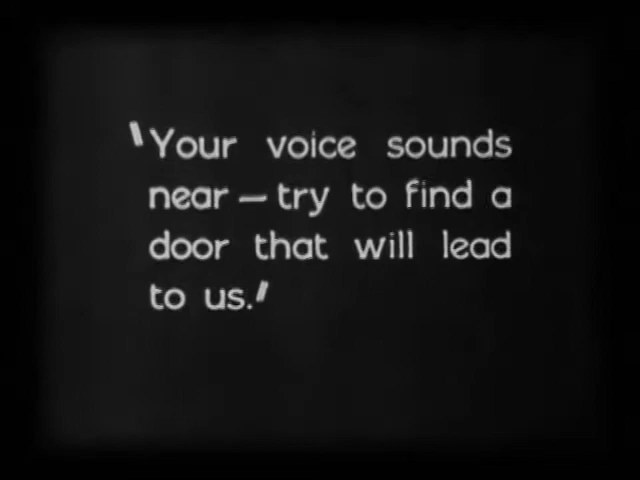 'Your voice sounds
near — try to find a
door that will lead
to us.'